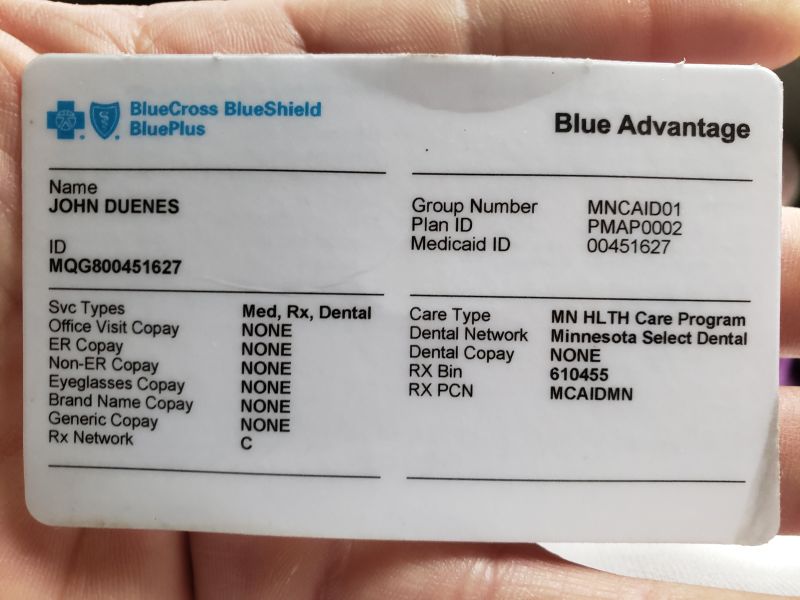 BlueCross BlueShield
BluePlus
Blue Advantage
Name
JOHN DUENES
ID
MQG800451627
Group Number MNCAID01
Plan ID PMAP0002
Medicaid ID 00451627
Svc Types Med, Rx, Dental
Office Visit Copay NONE
ER Copay NONE
Non-ER Copay NONE
Eyeglasses Copay NONE
Brand Name Copay NONE
Generic Copay NONE
Rx Network C
Care Type MN HLTH Care Program
Dental Network Minnesota Select Dental
Dental Copay NONE
RX Bin 610455
RX PCN MCAIDMN